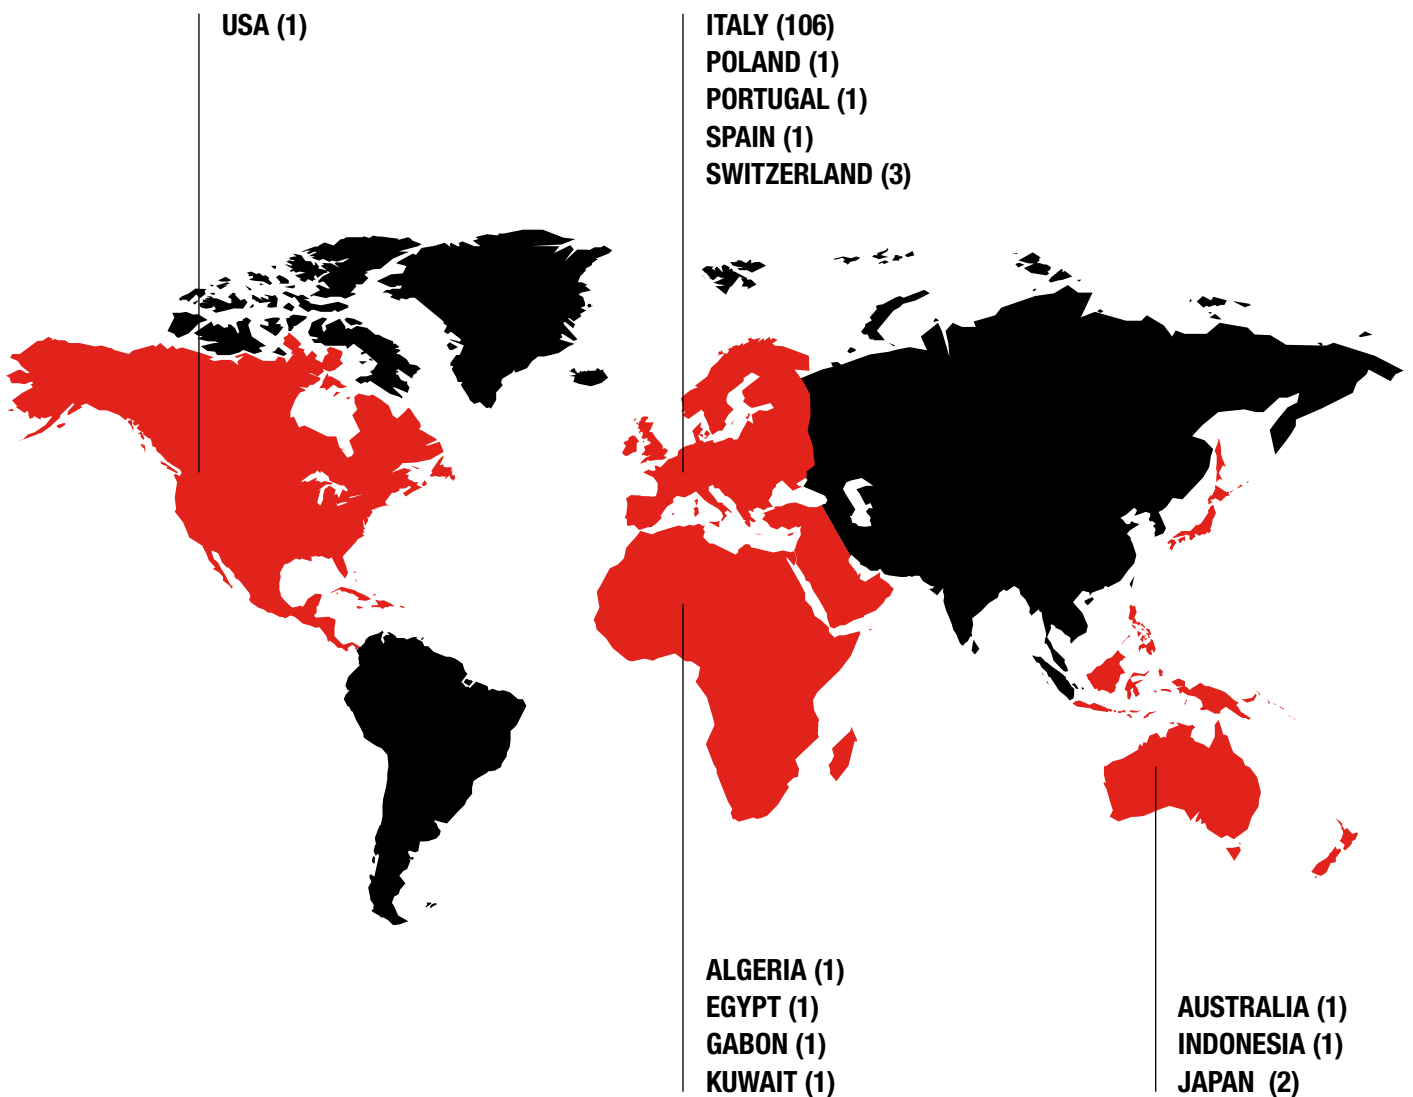 USA (1)
ITALY (106)
POLAND (1)
PORTUGAL (1)
SPAIN (1)
SWITZERLAND (3)
ALGERIA (1)
EGYPT (1)
GABON (1)
KUWAIT (1)
AUSTRALIA (1)
INDONESIA (1)
JAPAN (2)